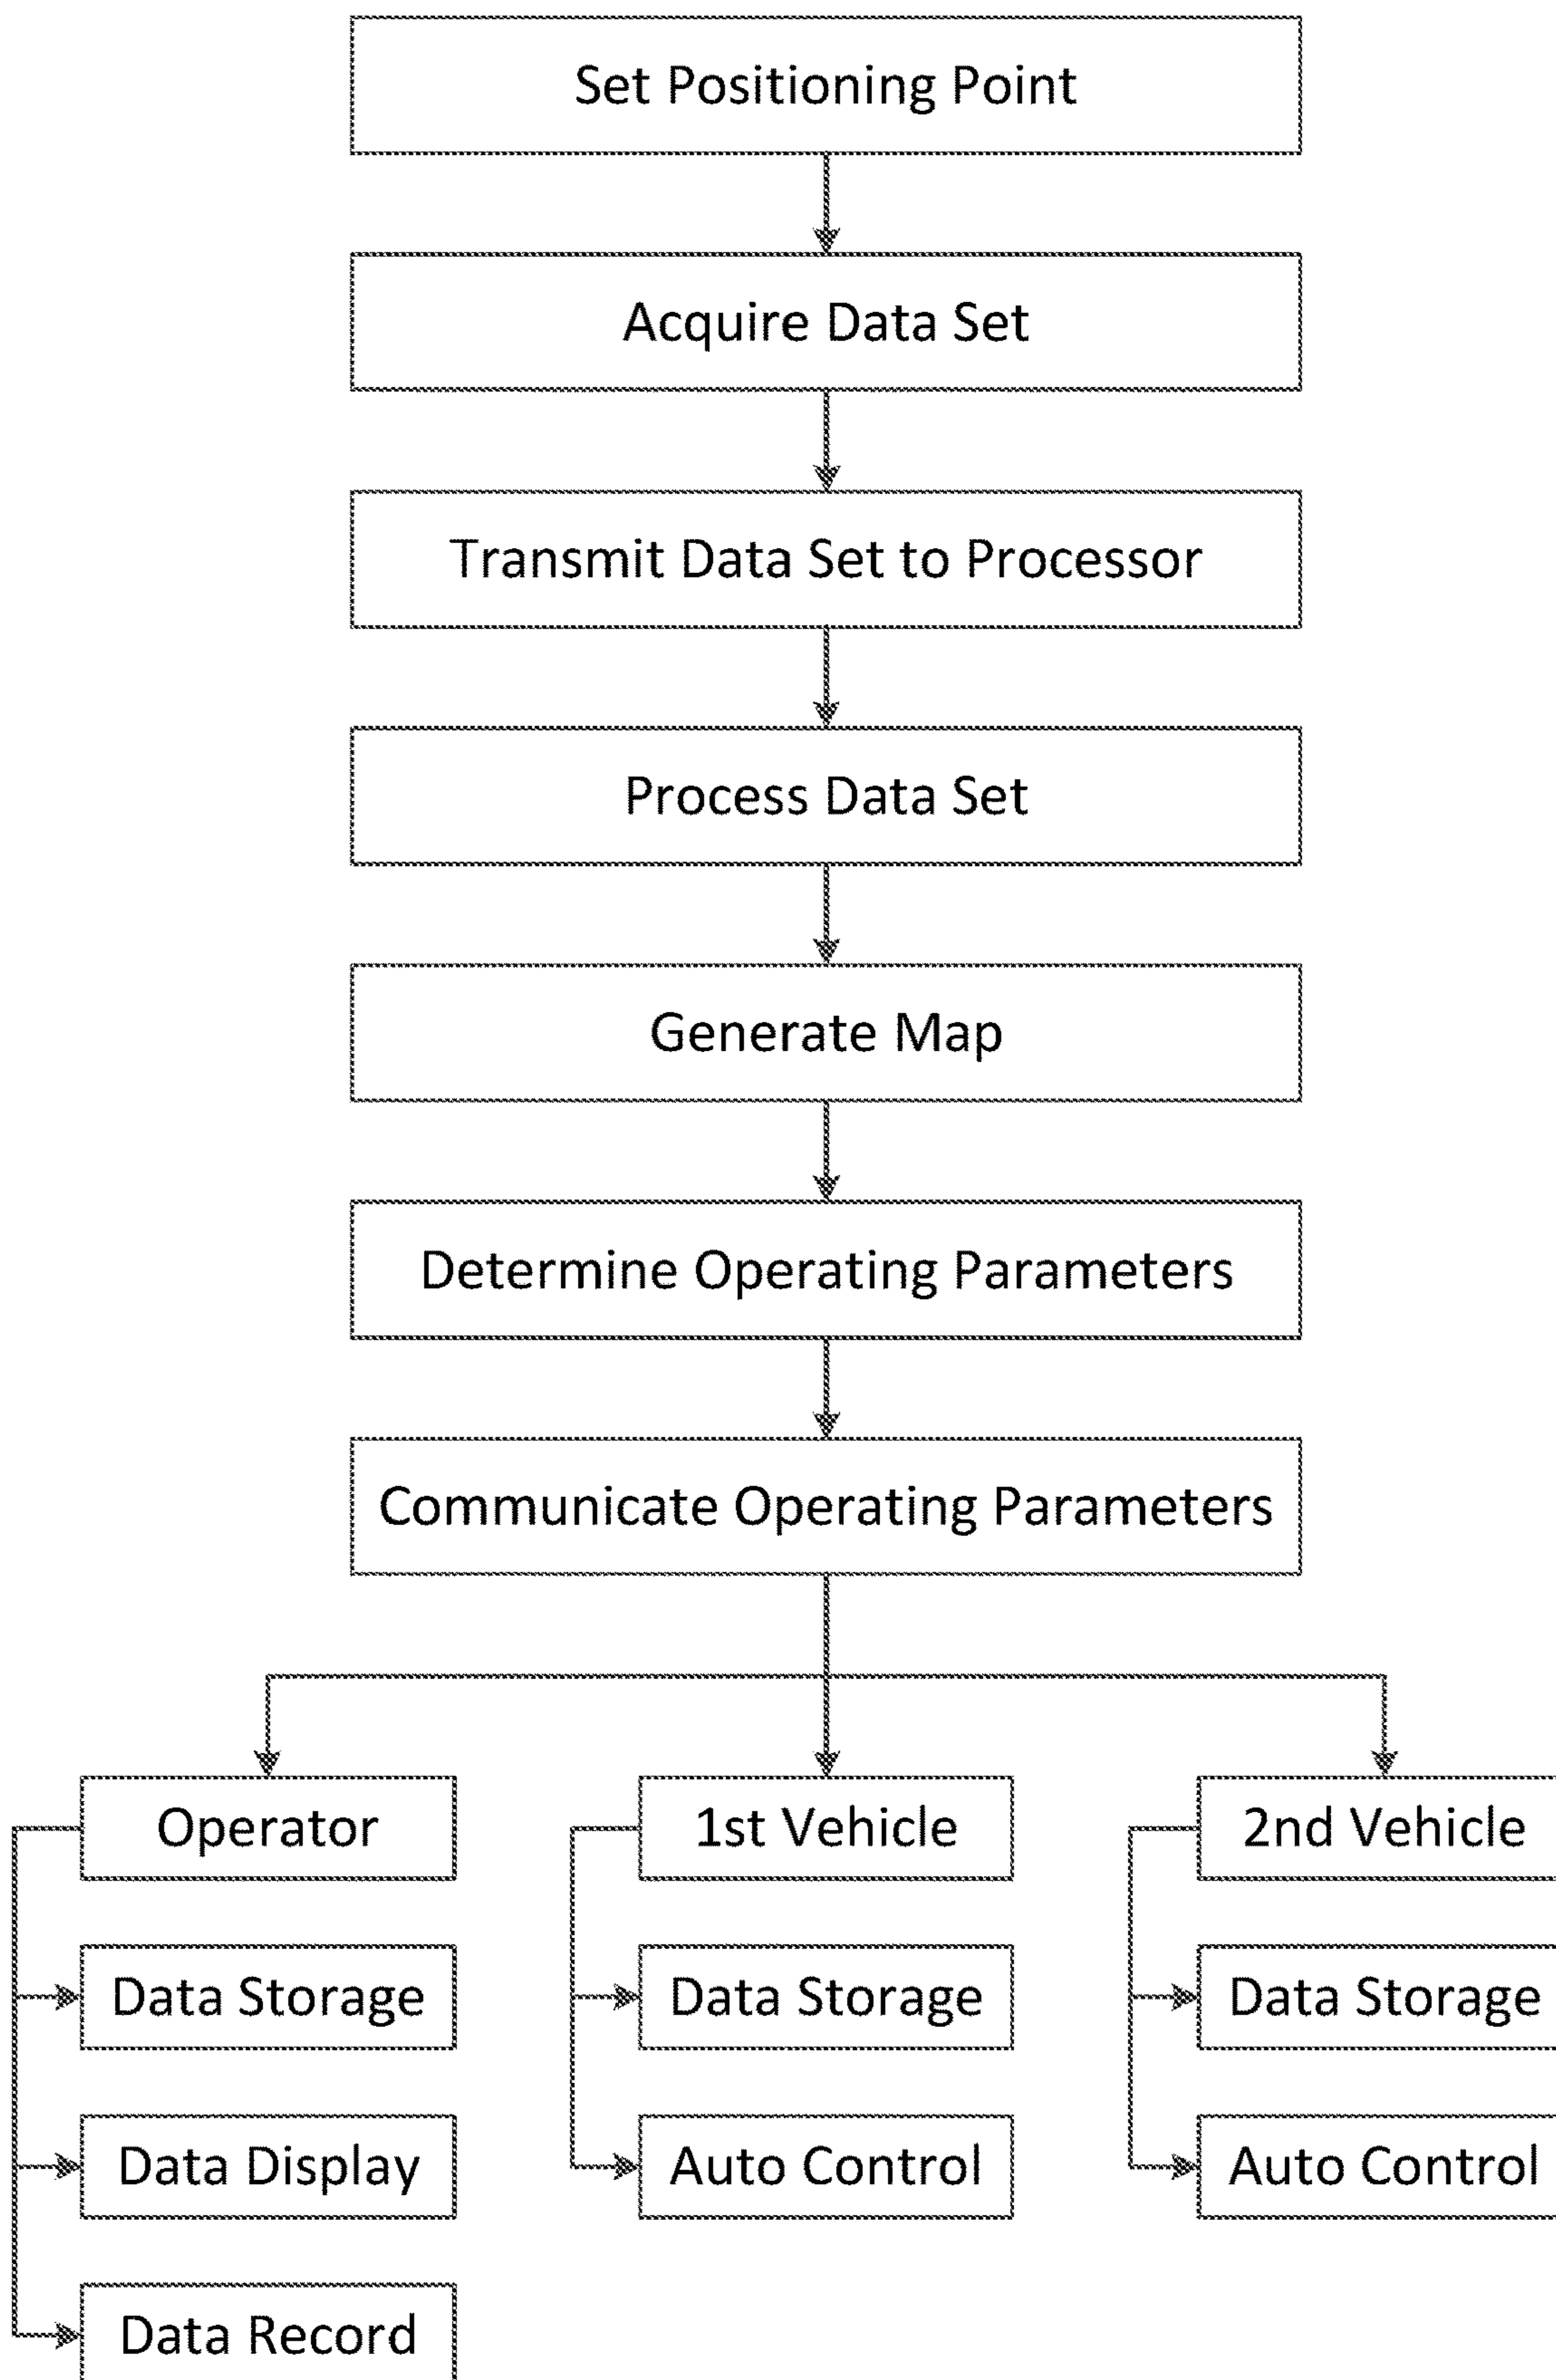 Set Positioning Point
Acquire Data Set
Transmit Data Set to Processor
Process Data Set
Generate Map
Determine Operating Parameters
Communicate Operating Parameters
Operator
1st Vehicle
2nd Vehicle
Data Storage
Data Storage
Data Storage
Data Display
Auto Control
Auto Control
Data Record